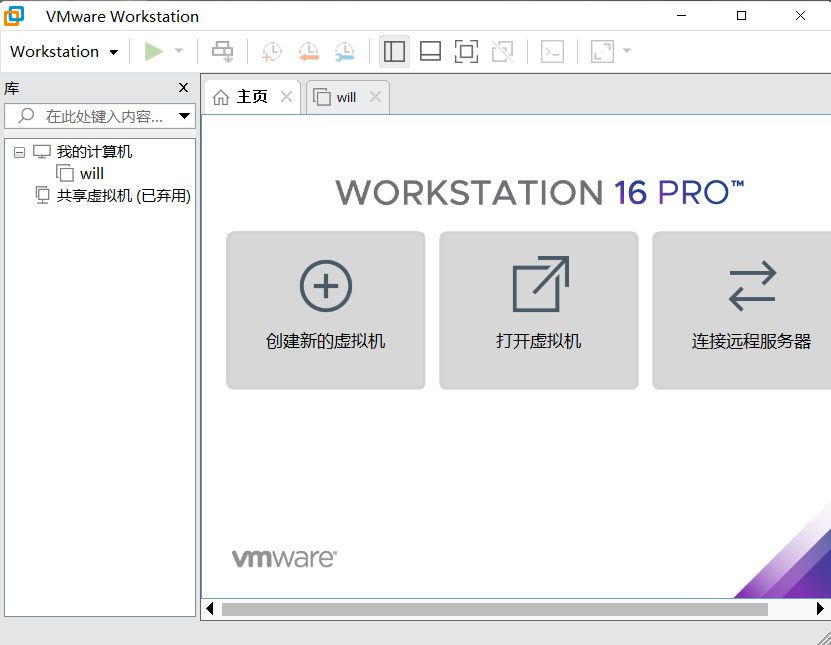 VMware Workstation
Workstation
库
主页
will
在此处键入内容...
我的计算机
will
共享虚拟机 (已弃用)
WORKSTATION 16 PRO™
创建新的虚拟机
打开虚拟机
连接远程服务器
vmware®